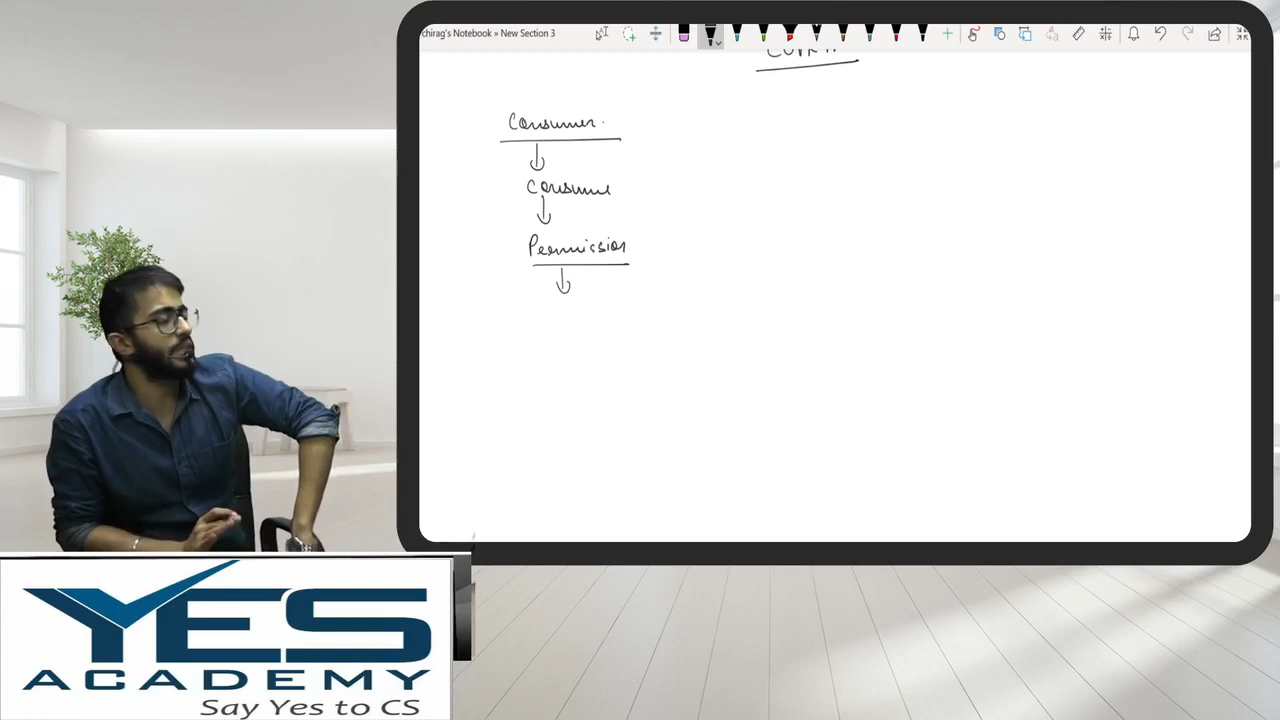 chirag's Notebook » New Section 3
Consumer.
Consume
Permission
YES
ACADEMY
Say Yes to CS